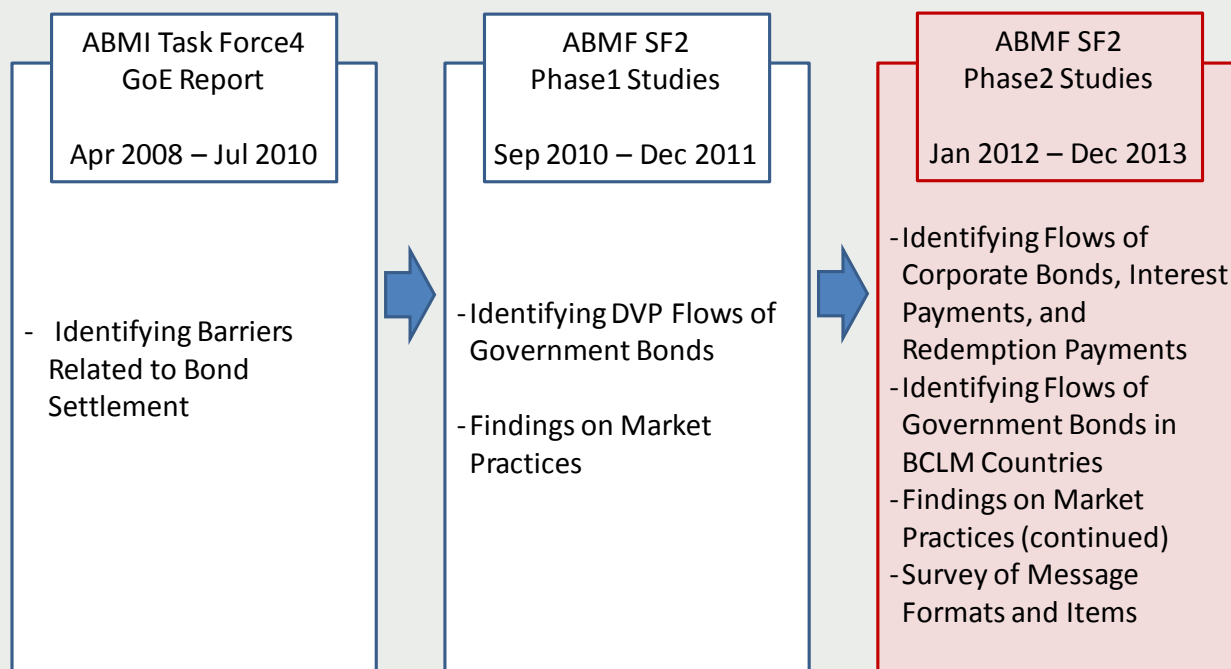 ABMI Task Force4
GoE Report
Apr 2008 – Jul 2010
- Identifying Barriers
Related to Bond
Settlement
ABMF SF2
Phase1 Studies
Sep 2010 – Dec 2011
-Identifying DVP Flows of
Government Bonds
-Findings on Market
Practices
ABMF SF2
Phase2 Studies
Jan 2012 – Dec 2013
-Identifying Flows of
Corporate Bonds, Interest
Payments, and
Redemption Payments
-Identifying Flows of
Government Bonds in
BCLM Countries
-Findings on Market
Practices (continued)
-Survey of Message
Formats and Items